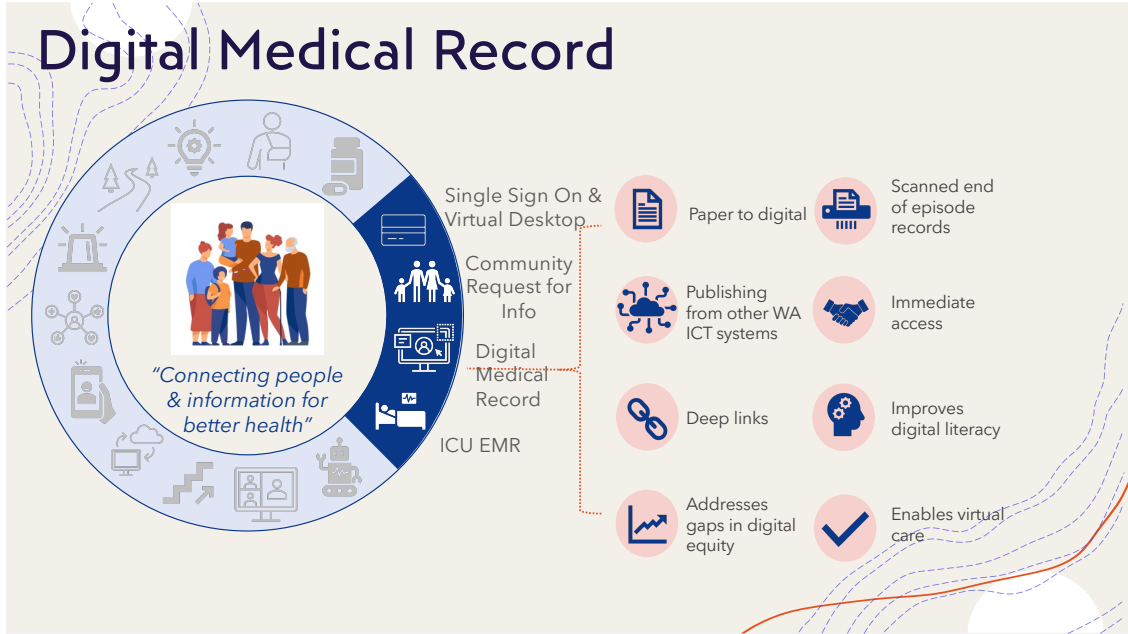 Digital Medical Record
Single Sign On &
Virtual Desktop
Community
Request for
Info
Digital
Medical
Record
ICU EMR
“Connecting people
& information for
better health”
Paper to digital
Scanned end
of episode
records
Publishing
from other WA
ICT systems
Immediate
access
Deep links
Improves
digital literacy
Addresses
gaps in digital
equity
Enables virtual
care